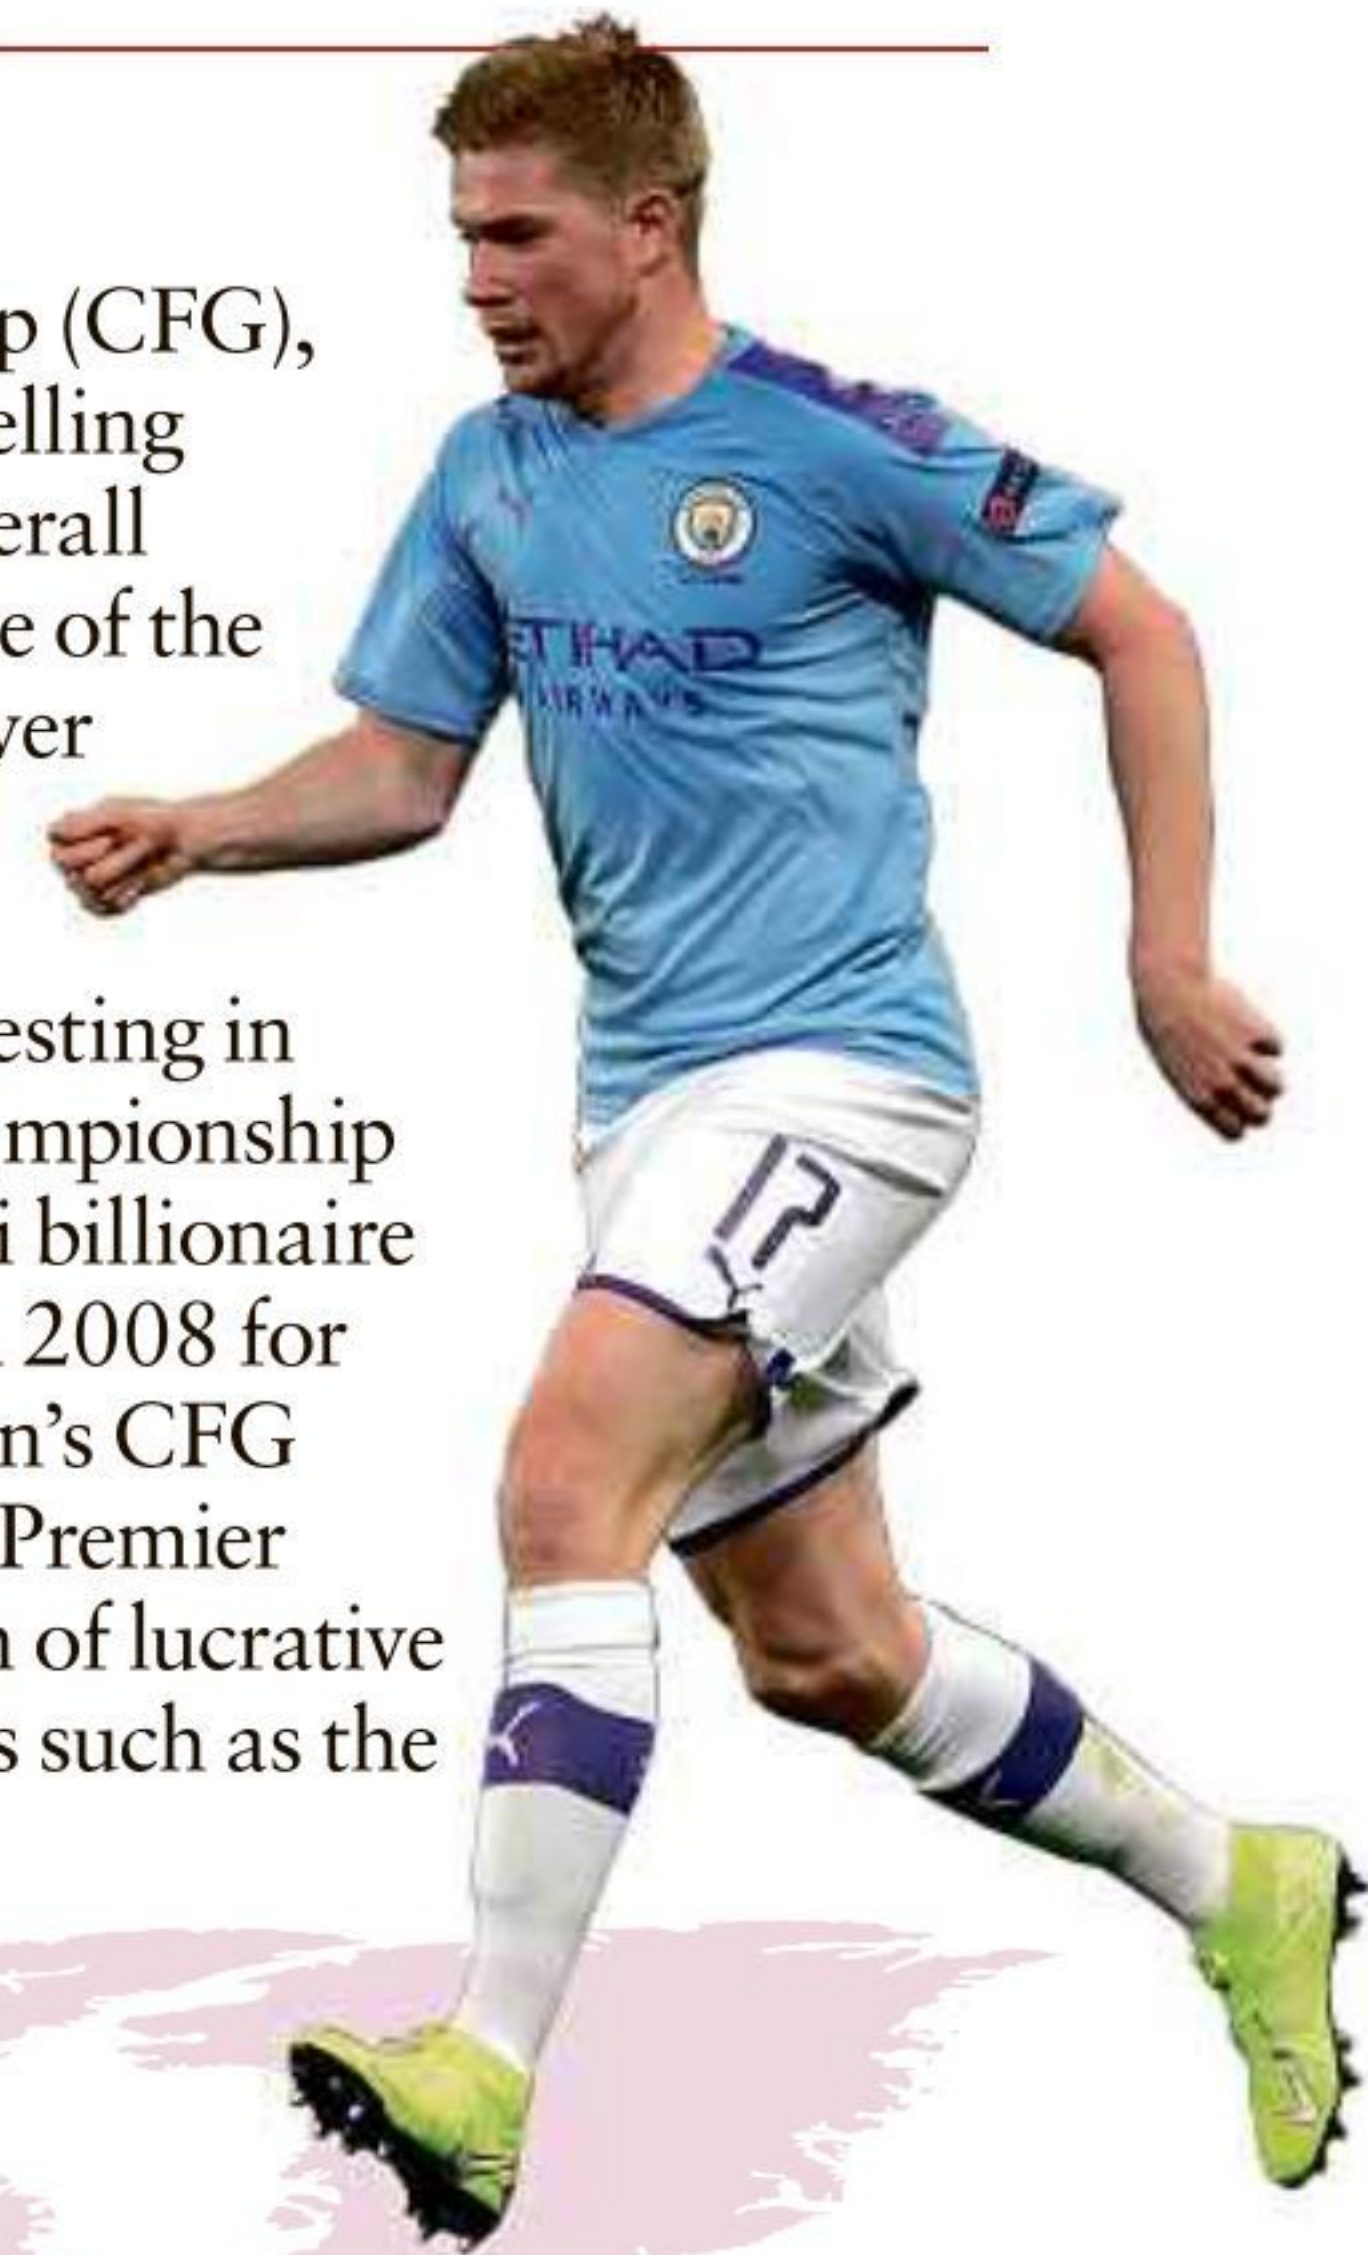 p (CFG),
elling
erall
e of the
ver
esting in
mpionship
i billionaire
2008 for
n's CFG
Premier
n of lucrative
s such as the
ETIHAD
AIRWAYS
17